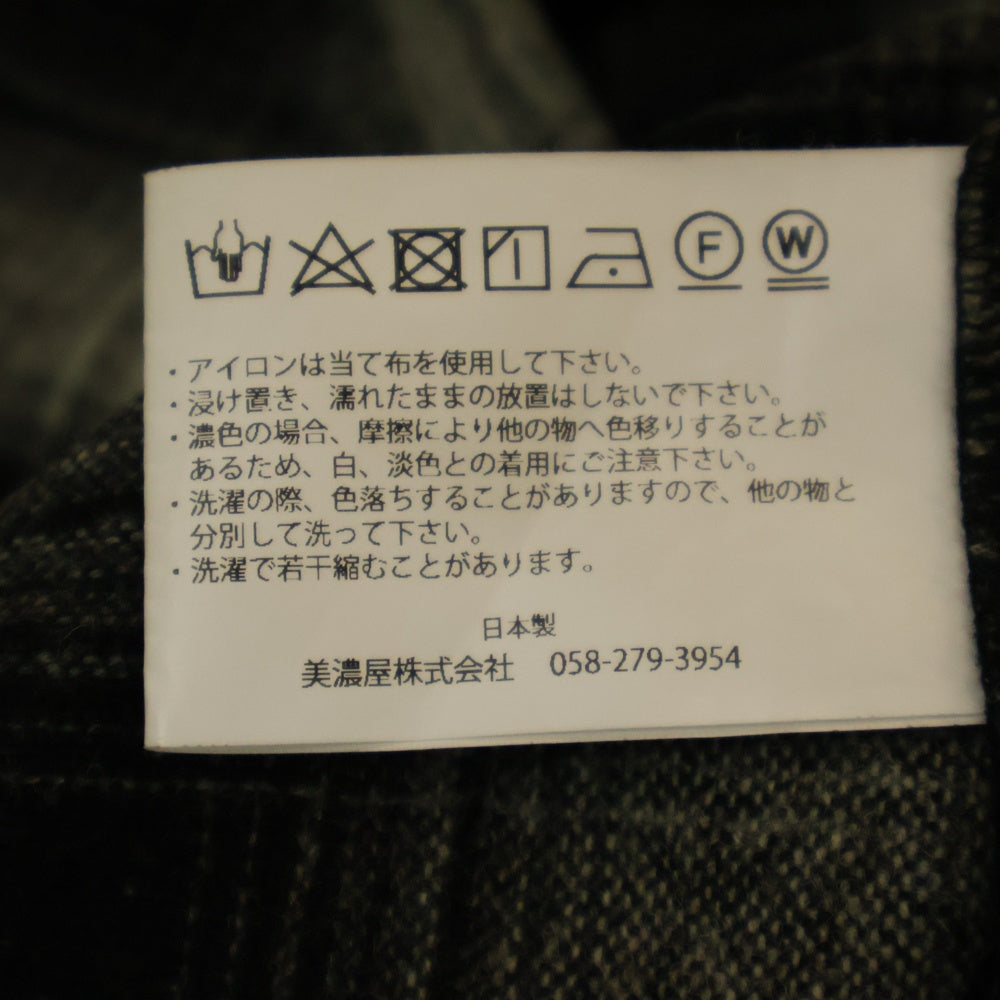 F W
・アイロンは当て布を使用して下さい。
・浸け置き、濡れたままの放置はしないで下さい。
・濃色の場合、摩擦により他の物へ色移りすることが
あるため、白、淡色との着用にご注意下さい。
・洗濯の際、色落ちすることがありますので、他の物と
分別して洗って下さい。
・洗濯で若干縮むことがあります。
日本製
美濃屋株式会社 058-279-3954